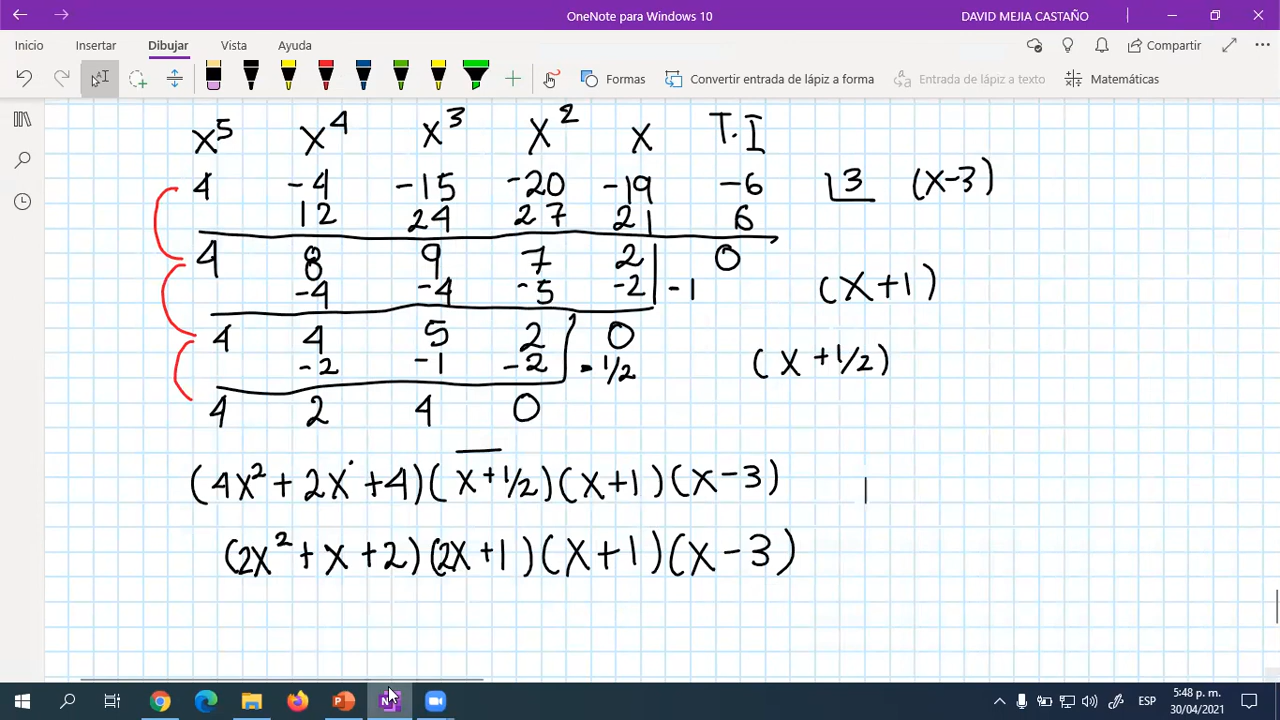 OneNote para Windows 10
DAVID MEJIA CASTAÑO
Inicio Insertar Dibujar Vista Ayuda
Compartir
Formas
Convertir entrada de lápiz a forma
Entrada de lápiz a texto
Matemáticas
x⁵ x⁴ x³ x² x T.I
4 -4 -15 -20 -19 -6 3 (x-3)
12 24 27 21 6
4 8 9 7 2 0
-4 -4 -5 -2 -1 (x+1)
4 4 5 2 0
-2 -1 -2 -1/2 (x+1/2)
4 2 4 0
(4x²+2x+4)(x+1/2)(x+1)(x-3)
(2x²+x+2)(2x+1)(x+1)(x-3)
ESP
5:48 p. m.
30/04/2021